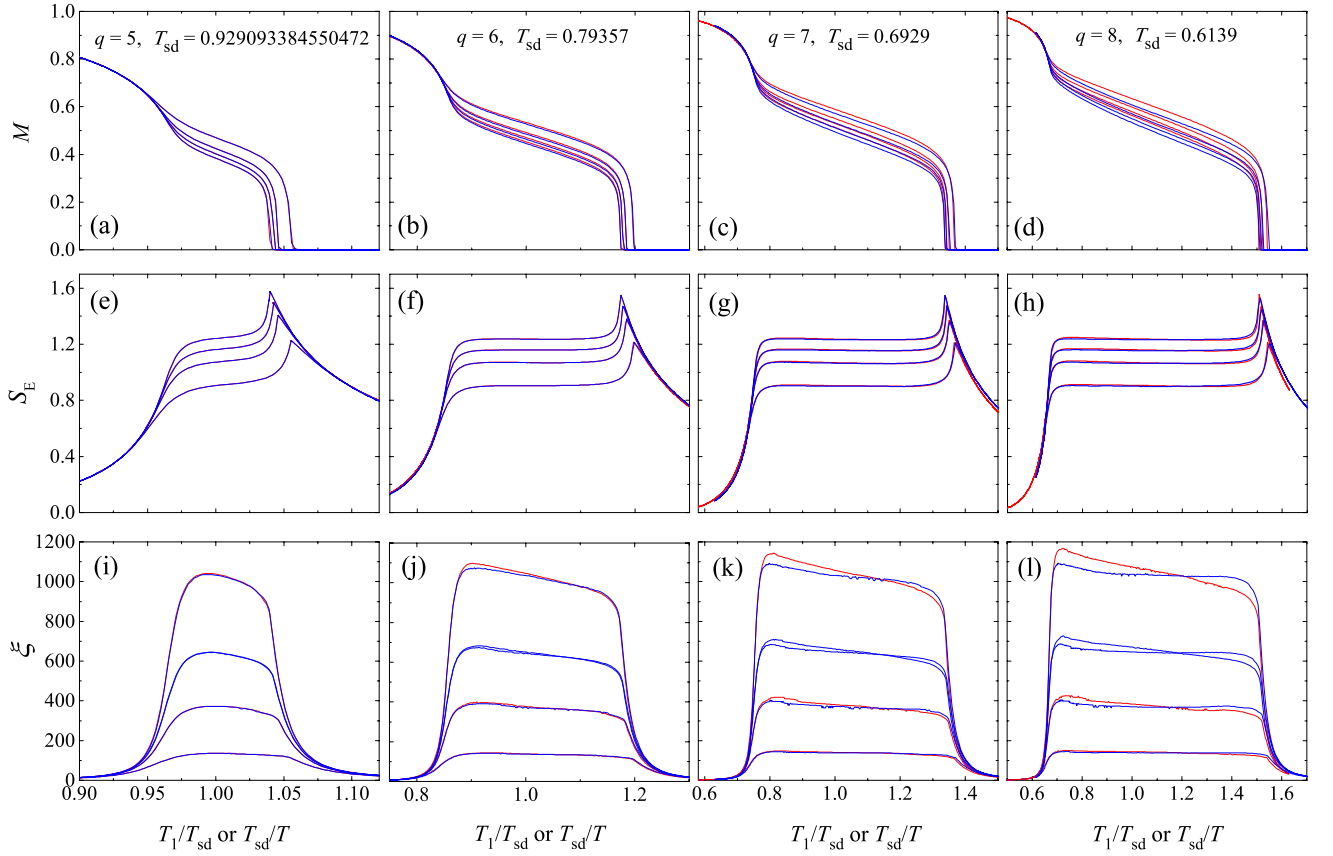 q = 5, T_sd = 0.929093384550472
q = 6, T_sd = 0.79357
q = 7, T_sd = 0.6929
q = 8, T_sd = 0.6139
M
1.0
0.8
0.6
0.4
0.2
0.0
(a)
(b)
(c)
(d)
S_E
1.6
1.2
0.8
0.4
0.0
(e)
(f)
(g)
(h)
ξ
1200
1000
800
600
400
200
0
(i)
(j)
(k)
(l)
0.90 0.95 1.00 1.05 1.10
0.8 1.0 1.2
0.6 0.8 1.0 1.2 1.4
0.6 0.8 1.0 1.2 1.4 1.6
T_1/T_sd or T_sd/T
T_1/T_sd or T_sd/T
T_1/T_sd or T_sd/T
T_1/T_sd or T_sd/T